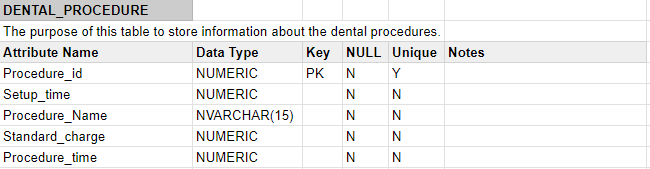 DENTAL_PROCEDURE
The purpose of this table to store information about the dental procedures.
Attribute Name Data Type Key NULL Unique Notes
Procedure_id NUMERIC PK N Y
Setup_time NUMERIC N N
Procedure_Name NVARCHAR(15) N N
Standard_charge NUMERIC N N
Procedure_time NUMERIC N N